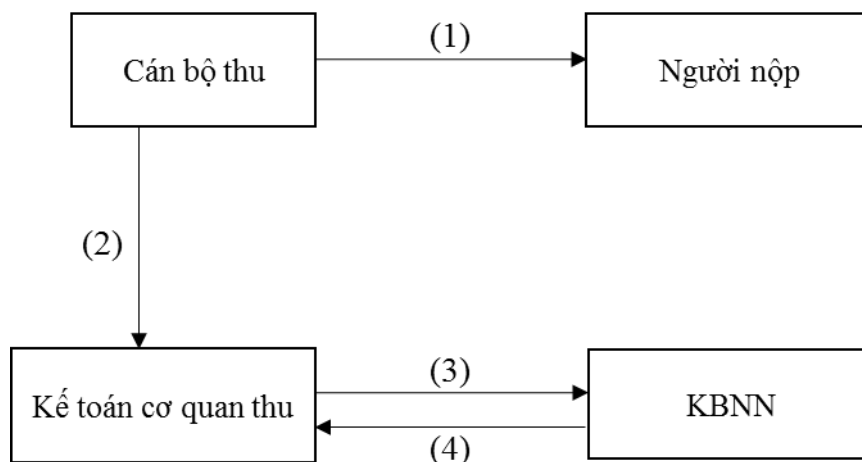 (1)
Cán bộ thu
Người nộp
(2)
(3)
Kế toán cơ quan thu
KBNN
(4)